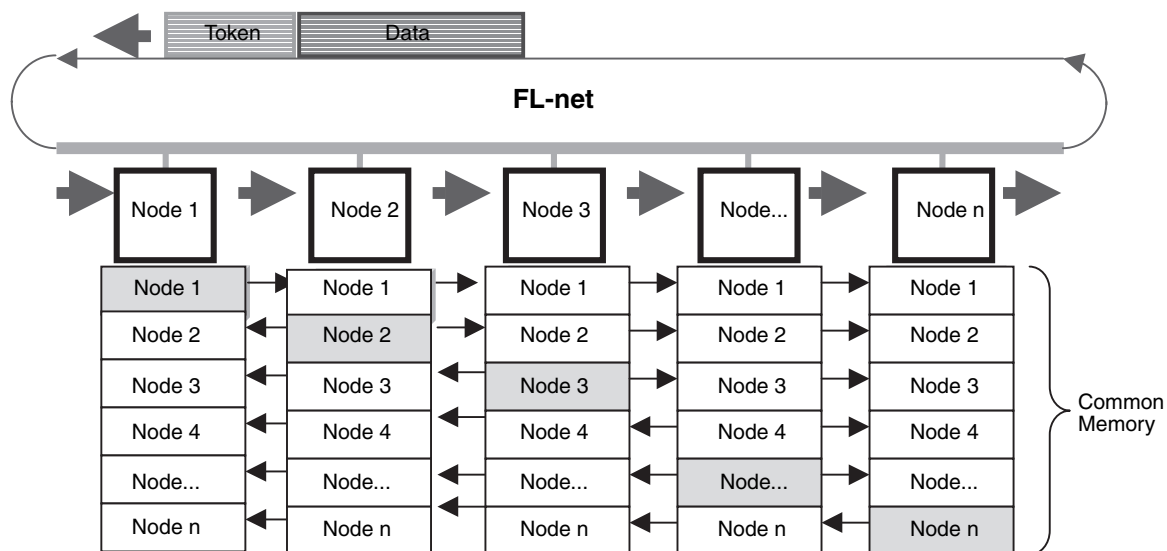 Token Data
FL-net
Node 1 Node 2 Node 3 Node... Node n
Node 1 Node 1 Node 1 Node 1 Node 1
Node 2 Node 2 Node 2 Node 2 Node 2
Node 3 Node 3 Node 3 Node 3 Node 3
Node 4 Node 4 Node 4 Node 4 Node 4
Node... Node... Node... Node... Node...
Node n Node n Node n Node n Node n
Common
Memory